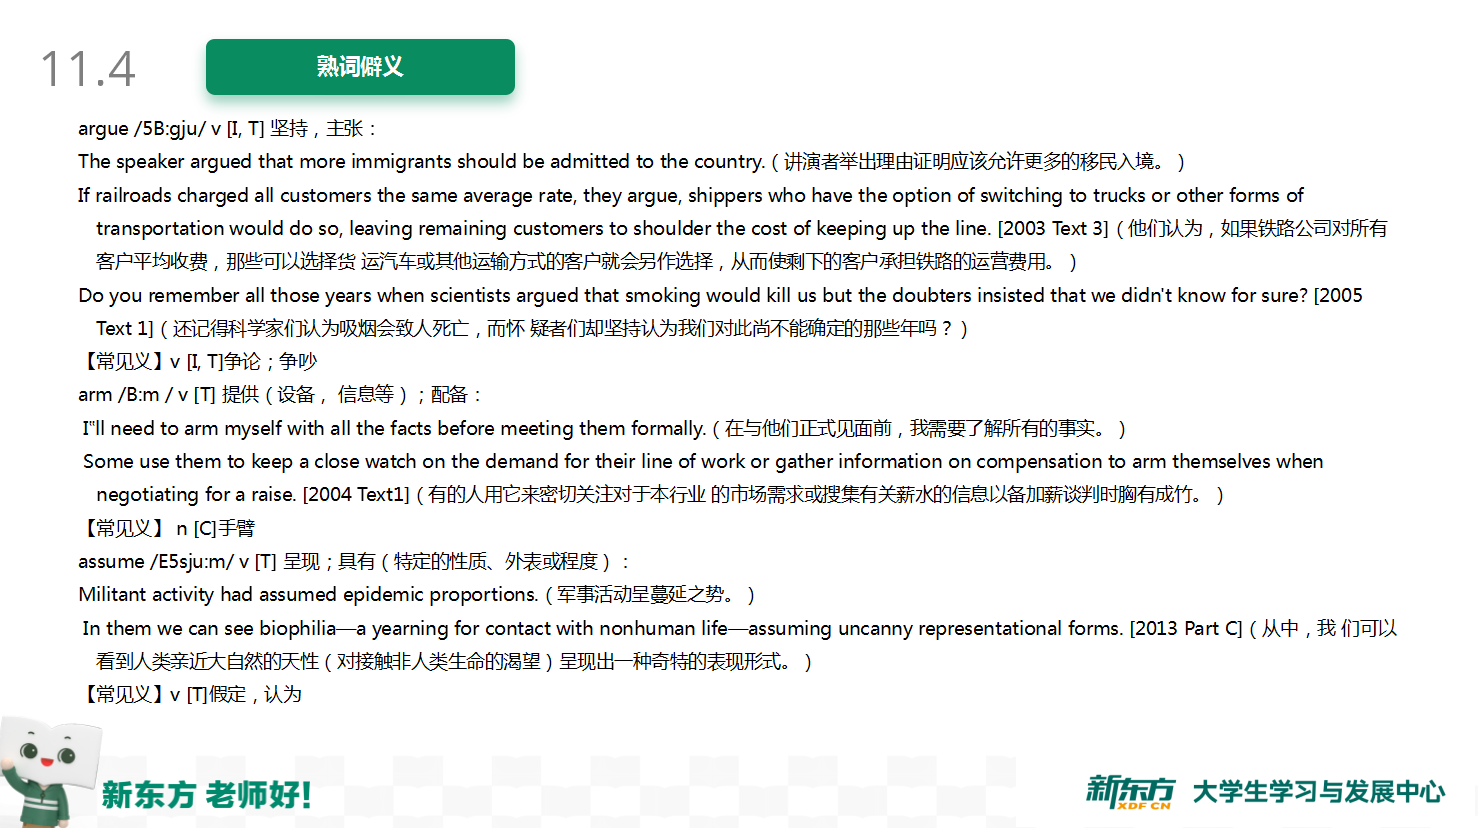 11.4
熟词僻义
argue /5B:gju/ v [I, T] 坚持，主张：
The speaker argued that more immigrants should be admitted to the country.（讲演者举出理由证明应该允许更多的移民入境。）
If railroads charged all customers the same average rate, they argue, shippers who have the option of switching to trucks or other forms of
transportation would do so, leaving remaining customers to shoulder the cost of keeping up the line. [2003 Text 3]（他们认为，如果铁路公司对所有
客户平均收费，那些可以选择货 运汽车或其他运输方式的客户就会另作选择，从而使剩下的客户承担铁路的运营费用。）
Do you remember all those years when scientists argued that smoking would kill us but the doubters insisted that we didn't know for sure? [2005
Text 1]（还记得科学家们认为吸烟会致人死亡，而怀 疑者们却坚持认为我们对此尚不能确定的那些年吗？）
【常见义】v [I, T]争论；争吵
arm /B:m / v [T] 提供（设备， 信息等）；配备：
I‟ll need to arm myself with all the facts before meeting them formally.（在与他们正式见面前，我需要了解所有的事实。）
Some use them to keep a close watch on the demand for their line of work or gather information on compensation to arm themselves when
negotiating for a raise. [2004 Text1]（有的人用它来密切关注对于本行业 的市场需求或搜集有关薪水的信息以备加薪谈判时胸有成竹。）
【常见义】 n [C]手臂
assume /E5sju:m/ v [T] 呈现；具有（特定的性质、外表或程度）：
Militant activity had assumed epidemic proportions.（军事活动呈蔓延之势。）
In them we can see biophilia—a yearning for contact with nonhuman life—assuming uncanny representational forms. [2013 Part C]（从中，我 们可以
看到人类亲近大自然的天性（对接触非人类生命的渴望）呈现出一种奇特的表现形式。）
【常见义】v [T]假定，认为
新东方 老师好!
新东方 XDF.CN 大学生学习与发展中心